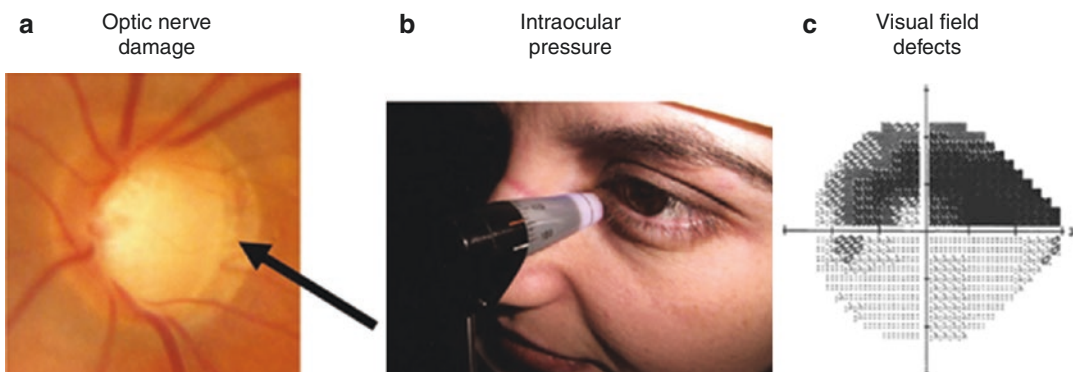 a
Optic nerve
damage
b
Intraocular
pressure
c
Visual field
defects